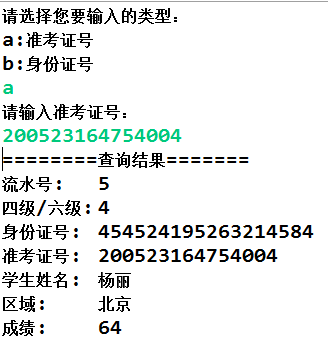 请选择您要输入的类型：
a:准考证号
b:身份证号
a
请输入准考证号：
200523164754004
========查询结果=======
流水号： 5
四级/六级：4
身份证号： 454524195263214584
准考证号： 200523164754004
学生姓名： 杨丽
区域： 北京
成绩： 64